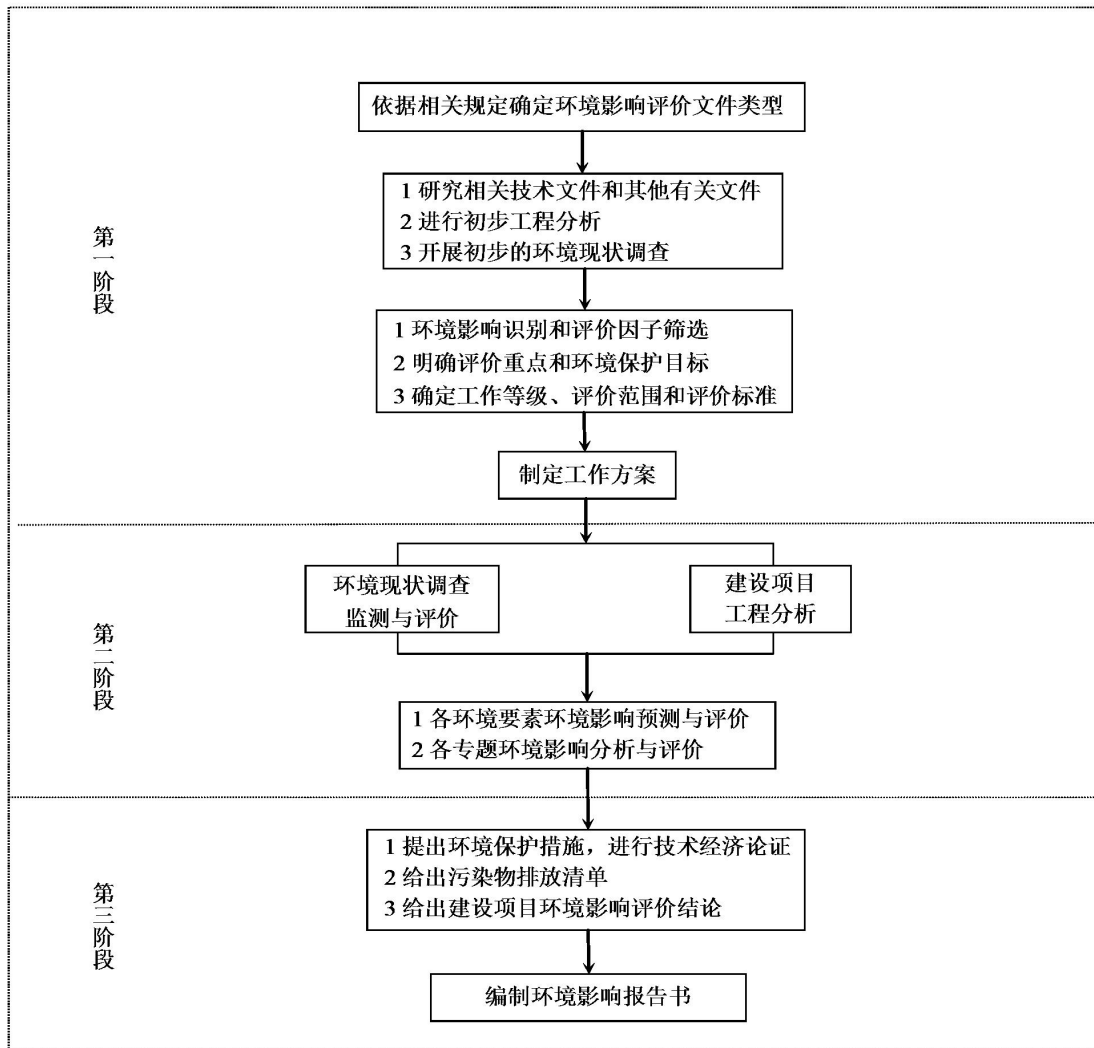 依据相关规定确定环境影响评价文件类型
1 研究相关技术文件和其他有关文件
2 进行初步工程分析
3 开展初步的环境现状调查
第一阶段
1 环境影响识别和评价因子筛选
2 明确评价重点和环境保护目标
3 确定工作等级、评价范围和评价标准
制定工作方案
环境现状调查
监测与评价
建设项目
工程分析
第二阶段
1 各环境要素环境影响预测与评价
2 各专题环境影响分析与评价
1 提出环境保护措施，进行技术经济论证
2 给出污染物排放清单
3 给出建设项目环境影响评价结论
第三阶段
编制环境影响报告书